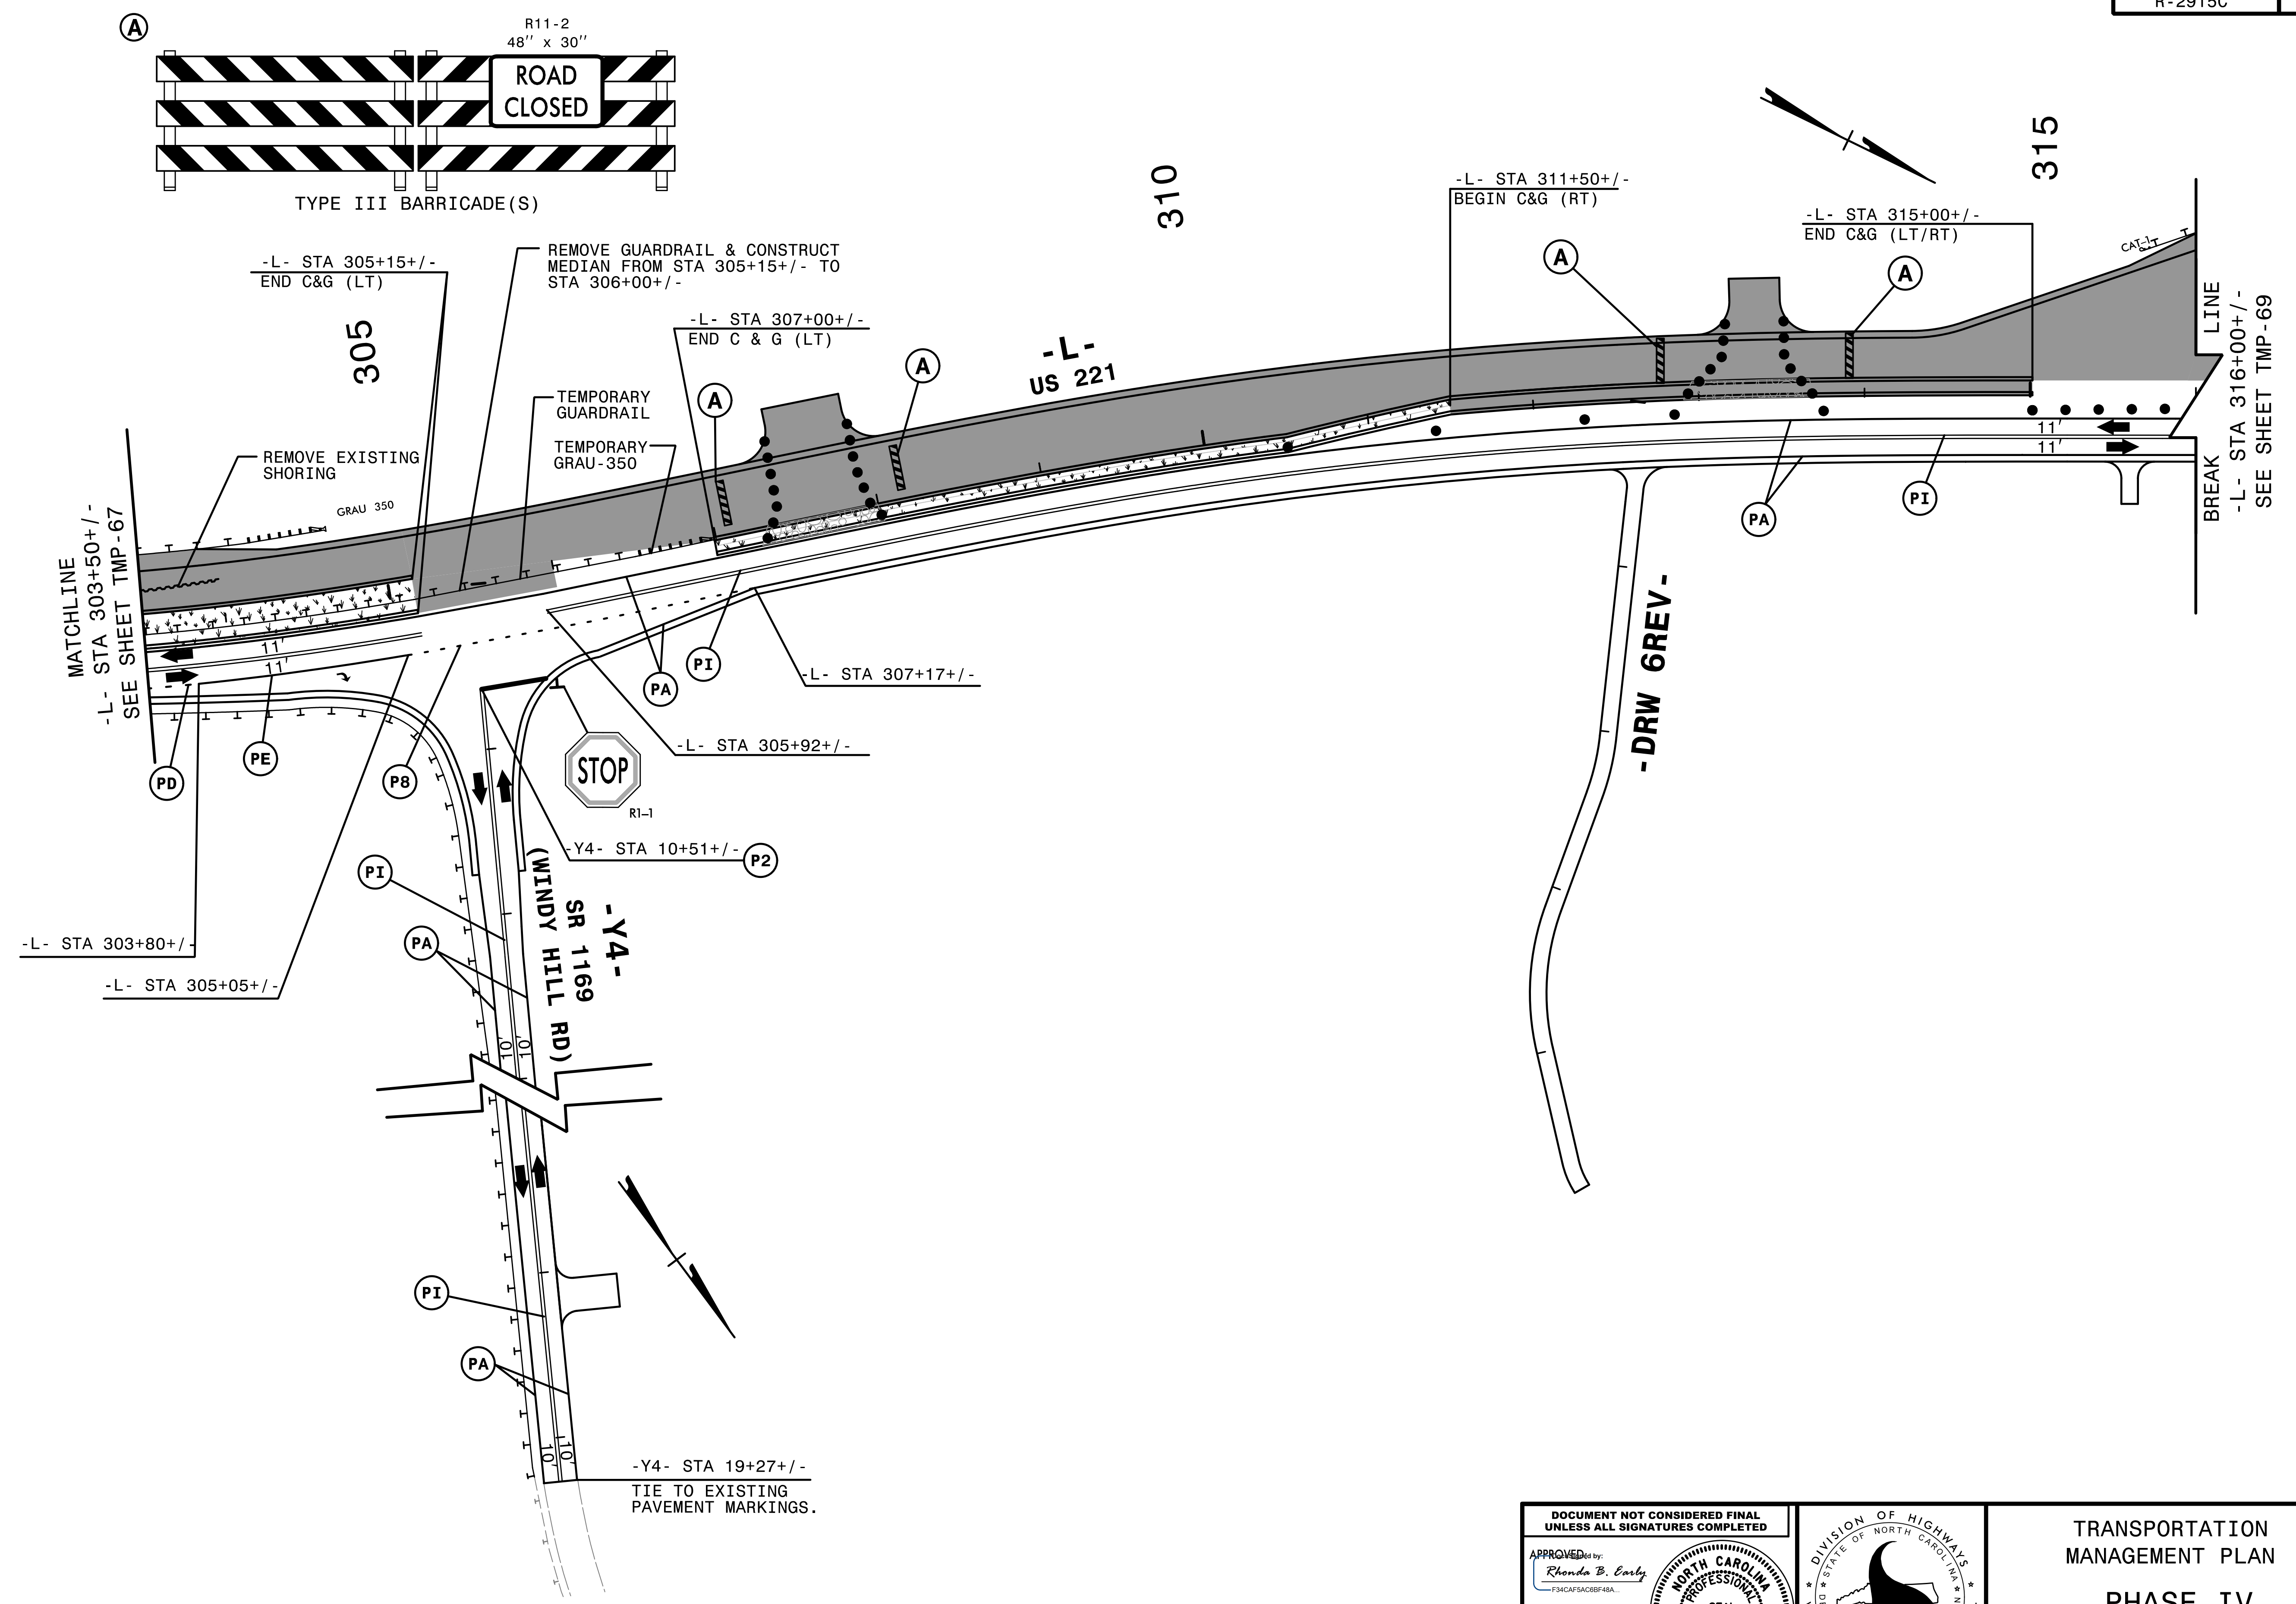 R-2915C
A
R11-2
48'' x 30''
ROAD
CLOSED
TYPE III BARRICADE(S)
315
310
-L- STA 311+50+/-
BEGIN C&G (RT)
-L- STA 315+00+/-
END C&G (LT/RT)
CAT-1
A
A
-L- STA 305+15+/-
END C&G (LT)
REMOVE GUARDRAIL & CONSTRUCT
MEDIAN FROM STA 305+15+/- TO
STA 306+00+/-
305
-L- STA 307+00+/-
END C & G (LT)
-L-
US 221
A
A
TEMPORARY
GUARDRAIL
TEMPORARY
GRAU-350
REMOVE EXISTING
SHORING
GRAU 350
BREAK LINE
-L- STA 316+00+/-
SEE SHEET TMP-69
11'
11'
PA
PI
MATCHLINE
-L- STA 303+50+/-
SEE SHEET TMP-67
11'
11'
PI
PA
-L- STA 307+17+/-
-DRW 6REV-
-L- STA 305+92+/-
PD
PE
P8
STOP
R1-1
-Y4- STA 10+51+/-
P2
PI
PA
-Y4-
SR 1169
(WINDY HILL RD)
-L- STA 303+80+/-
-L- STA 305+05+/-
10'
10'
PI
PA
10'
10'
-Y4- STA 19+27+/-
TIE TO EXISTING
PAVEMENT MARKINGS.
DOCUMENT NOT CONSIDERED FINAL
UNLESS ALL SIGNATURES COMPLETED
APPROVED:
Rhonda B. Early
F34CAF5AC6BF48A...
NORTH CAROLINA
PROFESSIONAL
DIVISION OF HIGHWAYS
STATE OF NORTH CAROLINA
TRANSPORTATION
MANAGEMENT PLAN
PHASE IV